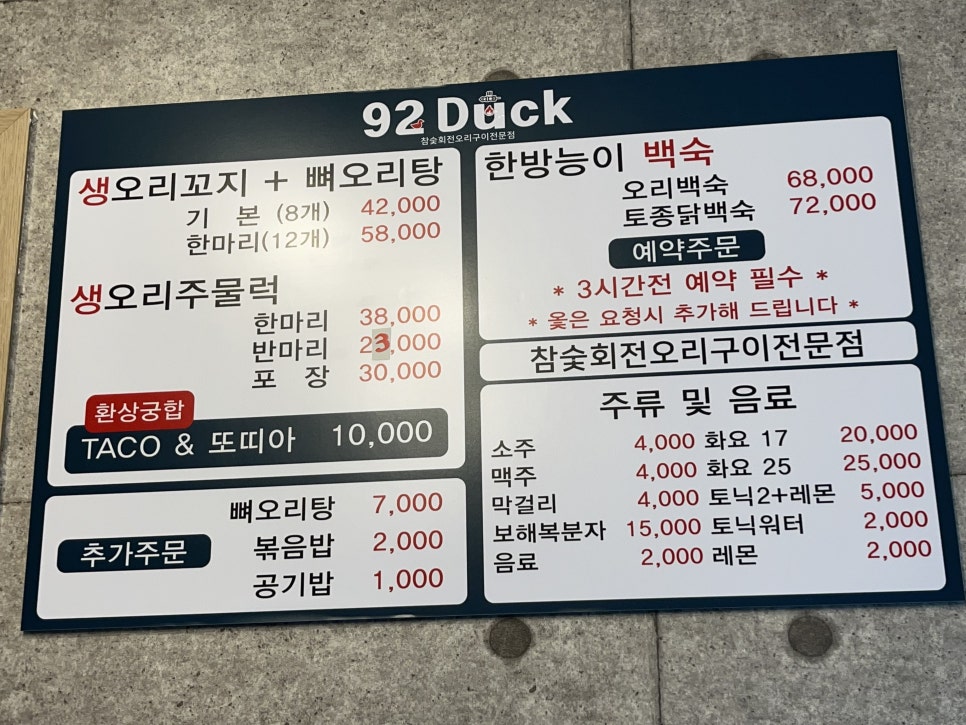 92 Duck
참숯회전오리구이전문점
생오리꼬지 + 뼈오리탕
기 본 (8개) 42,000
한마리(12개) 58,000
생오리주물럭
한마리 38,000
반마리 23,000
포 장 30,000
환상궁합
TACO & 또띠아 10,000
추가주문
뼈오리탕 7,000
볶음밥 2,000
공기밥 1,000
한방능이 백숙
오리백숙 68,000
토종닭백숙 72,000
예약주문
* 3시간전 예약 필수 *
* 옻은 요청시 추가해 드립니다 *
참숯회전오리구이전문점
주류 및 음료
소주 4,000 화요 17 20,000
맥주 4,000 화요 25 25,000
막걸리 4,000 토닉2+레몬 5,000
보해복분자 15,000 토닉워터 2,000
음료 2,000 레몬 2,000